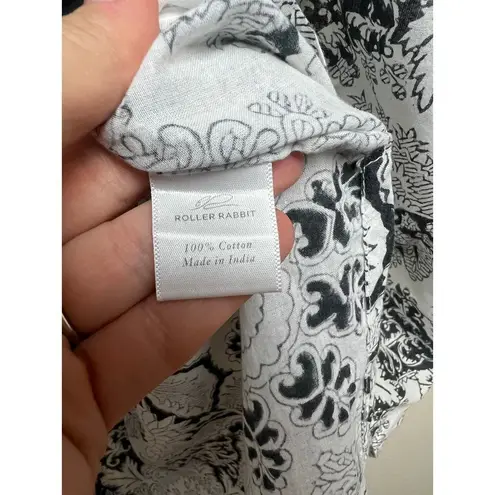 ROLLER RABBIT
100% Cotton
Made in India